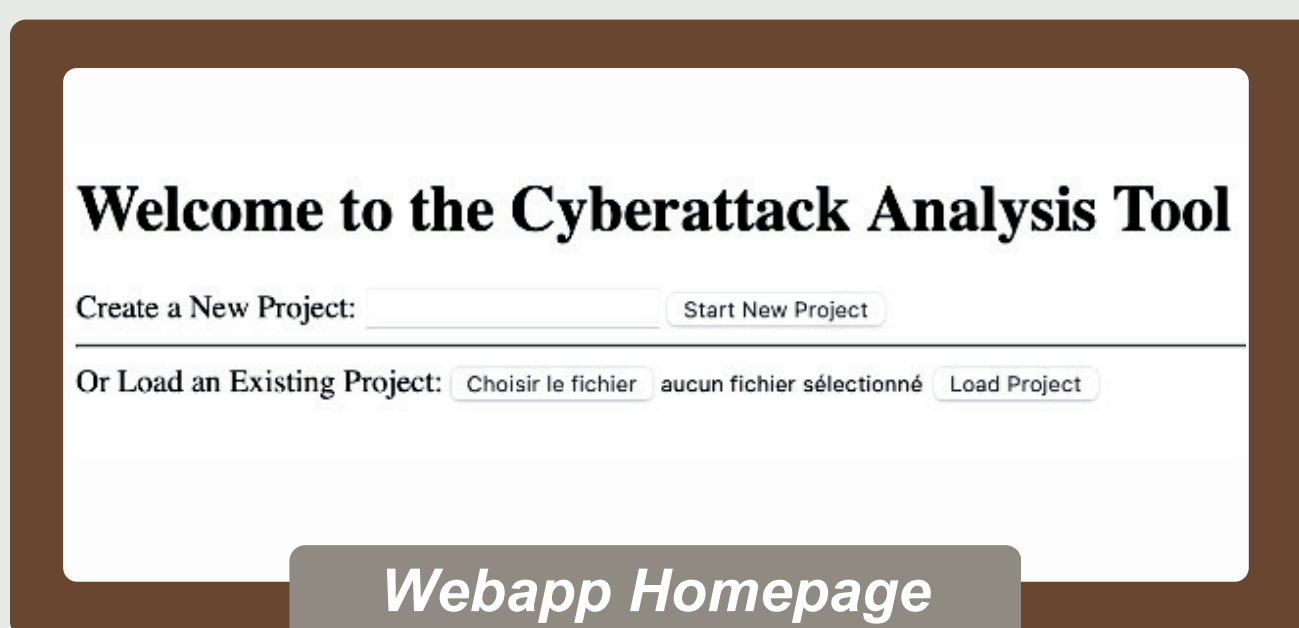 Welcome to the Cyberattack Analysis Tool
Create a New Project: Start New Project
Or Load an Existing Project: Choisir le fichier aucun fichier sélectionné Load Project
Webapp Homepage